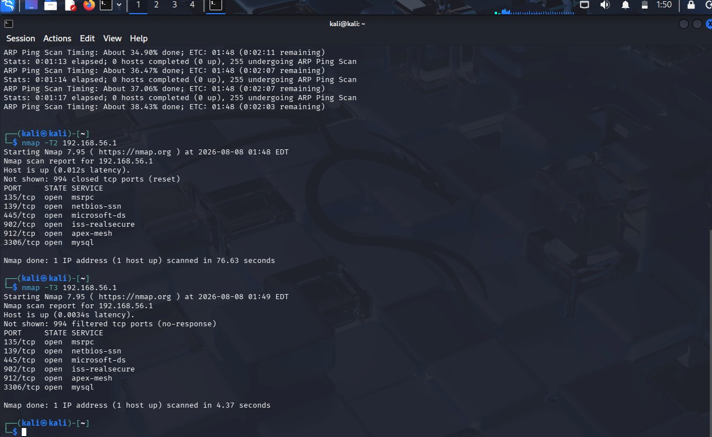 1 2 3 4
1:50
kali@kali: ~
Session Actions Edit View Help
ARP Ping Scan Timing: About 34.90% done; ETC: 01:48 (0:02:11 remaining)
Stats: 0:01:13 elapsed; 0 hosts completed (0 up), 255 undergoing ARP Ping Scan
ARP Ping Scan Timing: About 36.47% done; ETC: 01:48 (0:02:07 remaining)
Stats: 0:01:14 elapsed; 0 hosts completed (0 up), 255 undergoing ARP Ping Scan
ARP Ping Scan Timing: About 37.06% done; ETC: 01:48 (0:02:07 remaining)
Stats: 0:01:17 elapsed; 0 hosts completed (0 up), 255 undergoing ARP Ping Scan
ARP Ping Scan Timing: About 38.43% done; ETC: 01:48 (0:02:03 remaining)
┌──(kali㉿kali)-[~]
└─$ nmap -T2 192.168.56.1
Starting Nmap 7.95 ( https://nmap.org ) at 2026-08-08 01:48 EDT
Nmap scan report for 192.168.56.1
Host is up (0.012s latency).
Not shown: 994 closed tcp ports (reset)
PORT STATE SERVICE
135/tcp open msrpc
139/tcp open netbios-ssn
445/tcp open microsoft-ds
902/tcp open iss-realsecure
912/tcp open apex-mesh
3306/tcp open mysql
Nmap done: 1 IP address (1 host up) scanned in 76.63 seconds
┌──(kali㉿kali)-[~]
└─$ nmap -T3 192.168.56.1
Starting Nmap 7.95 ( https://nmap.org ) at 2026-08-08 01:49 EDT
Nmap scan report for 192.168.56.1
Host is up (0.0034s latency).
Not shown: 994 filtered tcp ports (no-response)
PORT STATE SERVICE
135/tcp open msrpc
139/tcp open netbios-ssn
445/tcp open microsoft-ds
902/tcp open iss-realsecure
912/tcp open apex-mesh
3306/tcp open mysql
Nmap done: 1 IP address (1 host up) scanned in 4.37 seconds
┌──(kali㉿kali)-[~]
└─$